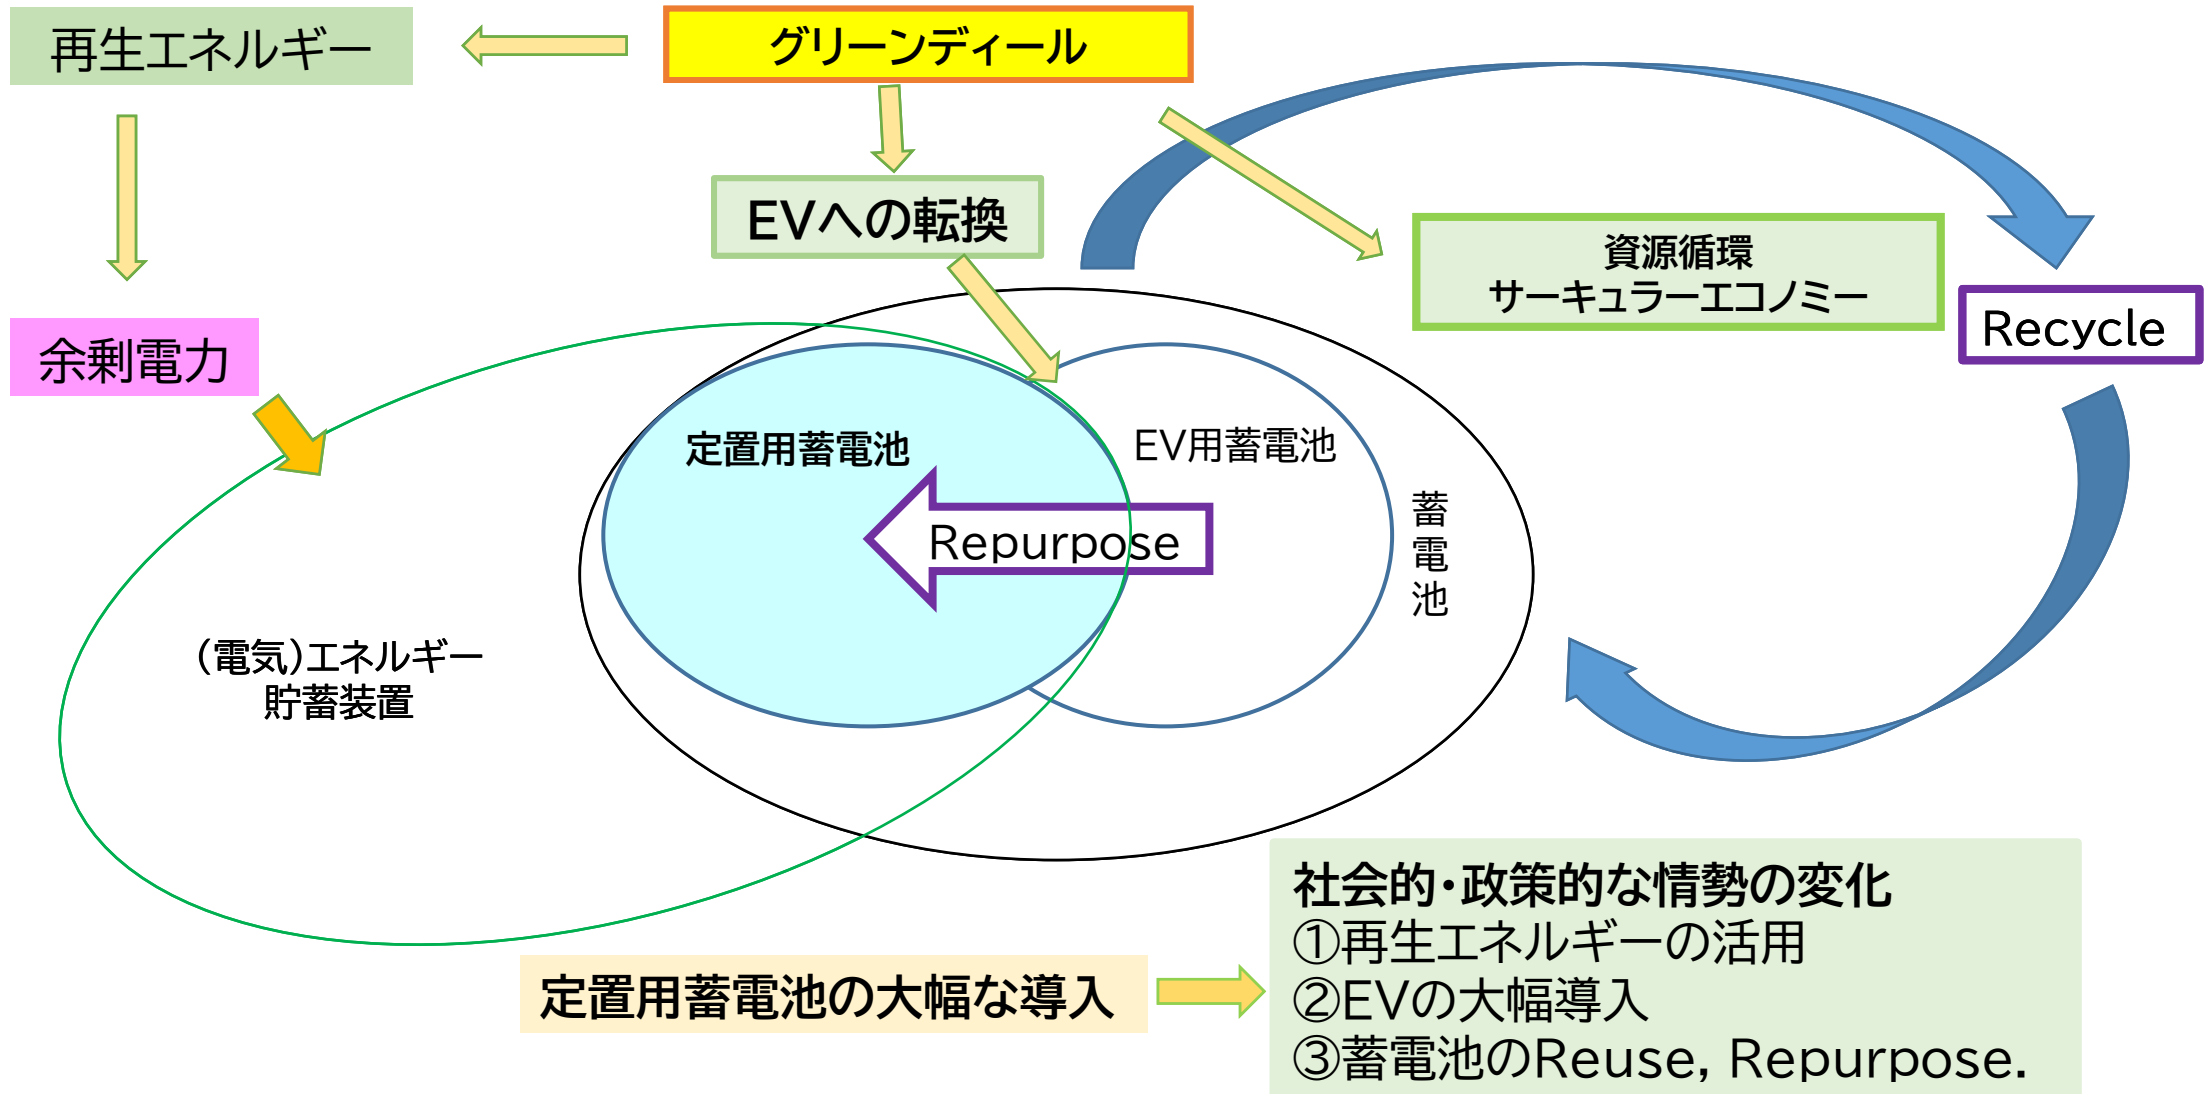 再生エネルギー
グリーンディール
EVへの転換
資源循環
サーキュラーエコノミー
Recycle
余剰電力
定置用蓄電池
EV用蓄電池
蓄電池
Repurpose
(電気)エネルギー
貯蓄装置
定置用蓄電池の大幅な導入
社会的・政策的な情勢の変化
①再生エネルギーの活用
②EVの大幅導入
③蓄電池のReuse, Repurpose.